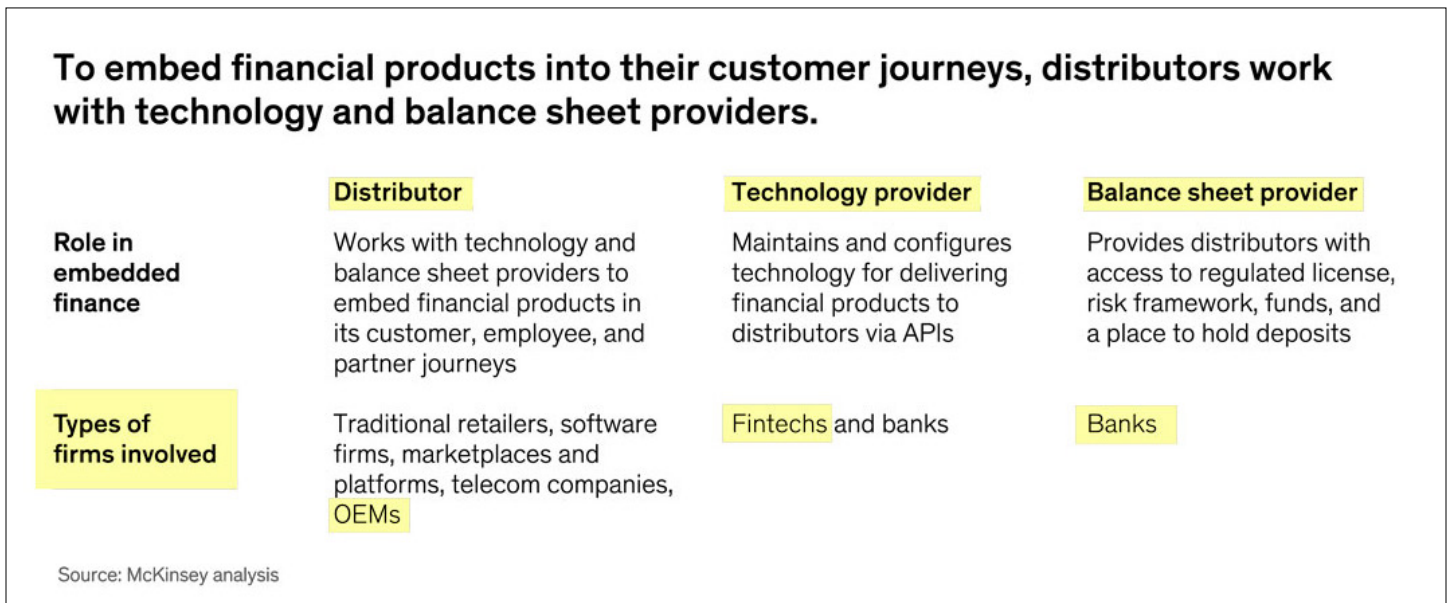 To embed financial products into their customer journeys, distributors work
with technology and balance sheet providers.
Distributor
Technology provider
Balance sheet provider
Role in
embedded
finance
Works with technology and
balance sheet providers to
embed financial products in
its customer, employee, and
partner journeys
Maintains and configures
technology for delivering
financial products to
distributors via APIs
Provides distributors with
access to regulated license,
risk framework, funds, and
a place to hold deposits
Types of
firms involved
Traditional retailers, software
firms, marketplaces and
platforms, telecom companies,
OEMs
Fintechs and banks
Banks
Source: McKinsey analysis